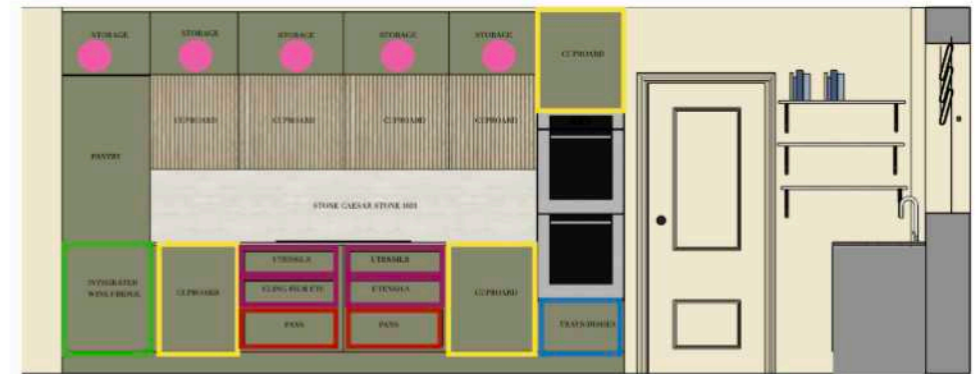 STORAGE
STORAGE
STORAGE
STORAGE
STORAGE
CUPBOARD
CUPBOARD
CUPBOARD
CUPBOARD
CUPBOARD
PANTRY
STONE CAESAR STONE
UTENSILS
UTENSILS
INTEGRATED
WINE FRIDGE
CUPBOARD
CLING FILM ETC
UTENSILS
CUPBOARD
PANS
PANS
TRAYS/DISHES